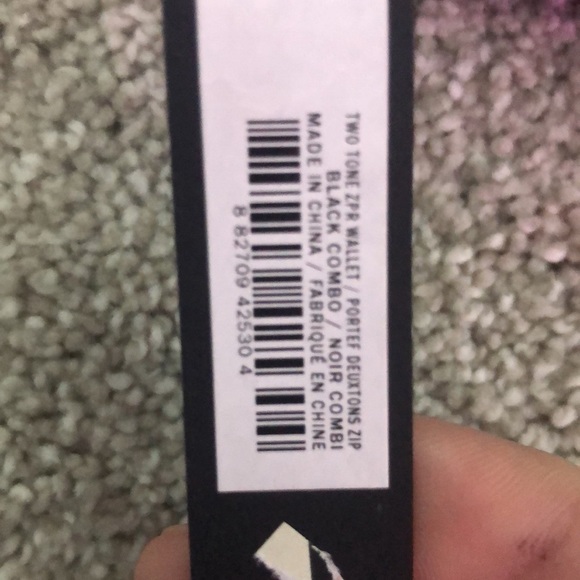 TWO TONE ZPR WALLET / PORTEF DEUXTONS ZIP
BLACK COMBO / NOIR COMBI
MADE IN CHINA / FABRIQUÉ EN CHINE
8 82709 42530 4